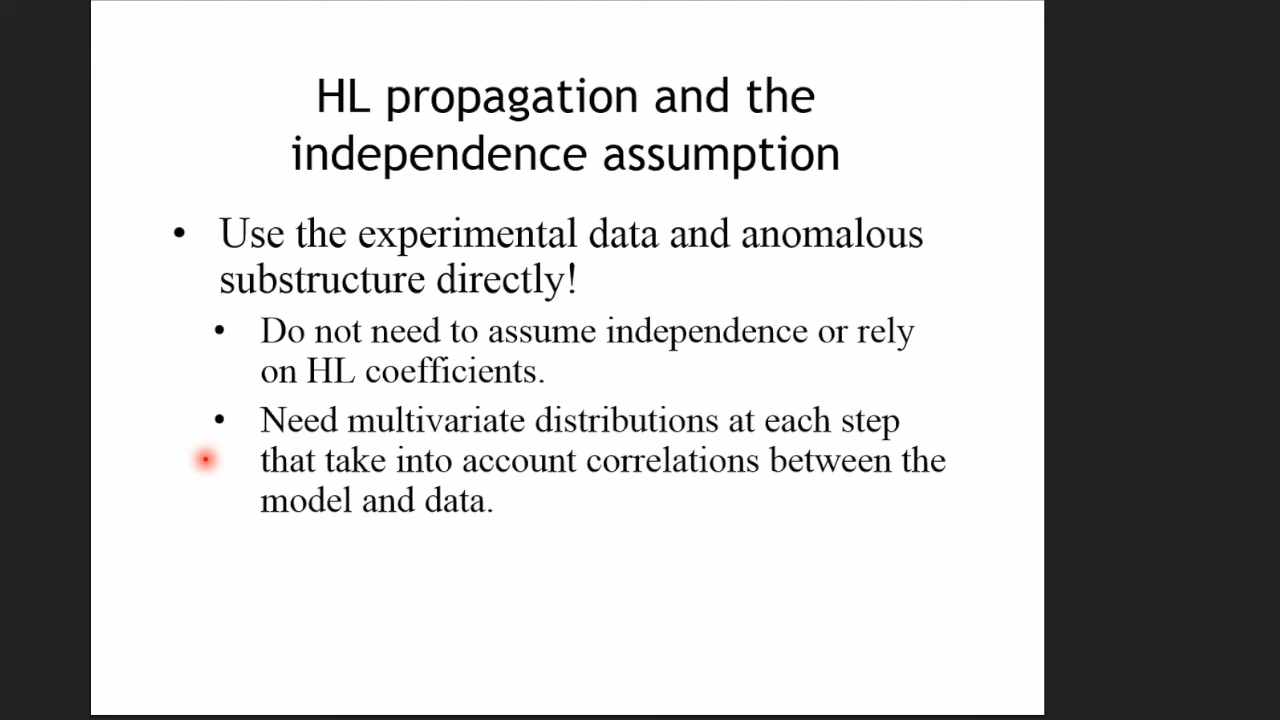 HL propagation and the
independence assumption
• Use the experimental data and anomalous
substructure directly!
• Do not need to assume independence or rely
on HL coefficients.
• Need multivariate distributions at each step
that take into account correlations between the
model and data.